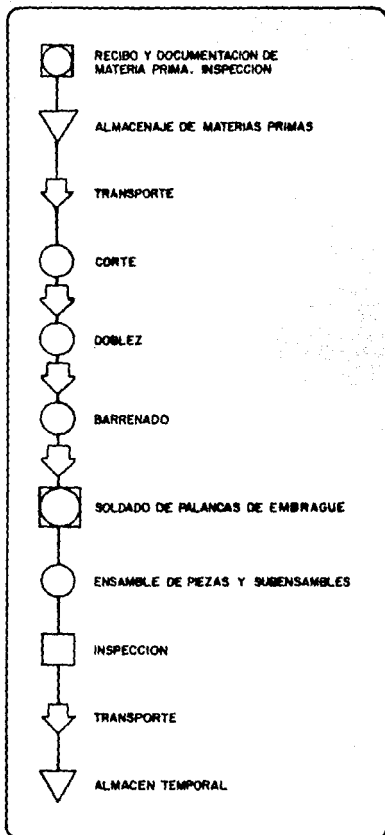 RECIBO Y DOCUMENTACION DE
MATERIA PRIMA. INSPECCION
ALMACENAJE DE MATERIAS PRIMAS
TRANSPORTE
CORTE
DOBLEZ
BARRENADO
SOLDADO DE PALANCAS DE EMBRAGUE
ENSAMBLE DE PIEZAS Y SUBENSAMBLES
INSPECCION
TRANSPORTE
ALMACEN TEMPORAL